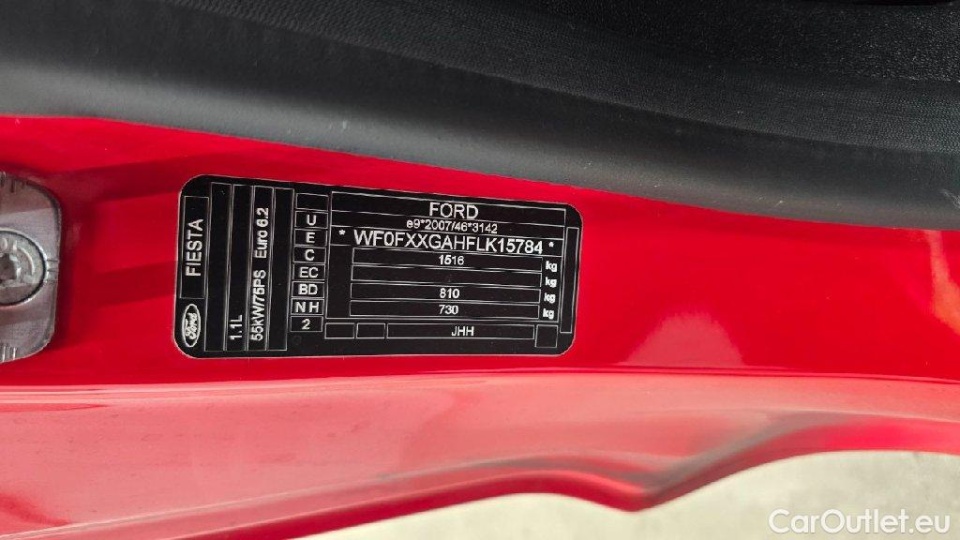 FORD
e9*2007/46*3142
* WF0FXXGAHFLK15784 *
1516 kg
kg
810 kg
730 kg
JHH
U
E
C
EC
BD
NH
2
FIESTA
1.1L
55kW/75PS Euro 6.2
Ford
CarOutlet.eu